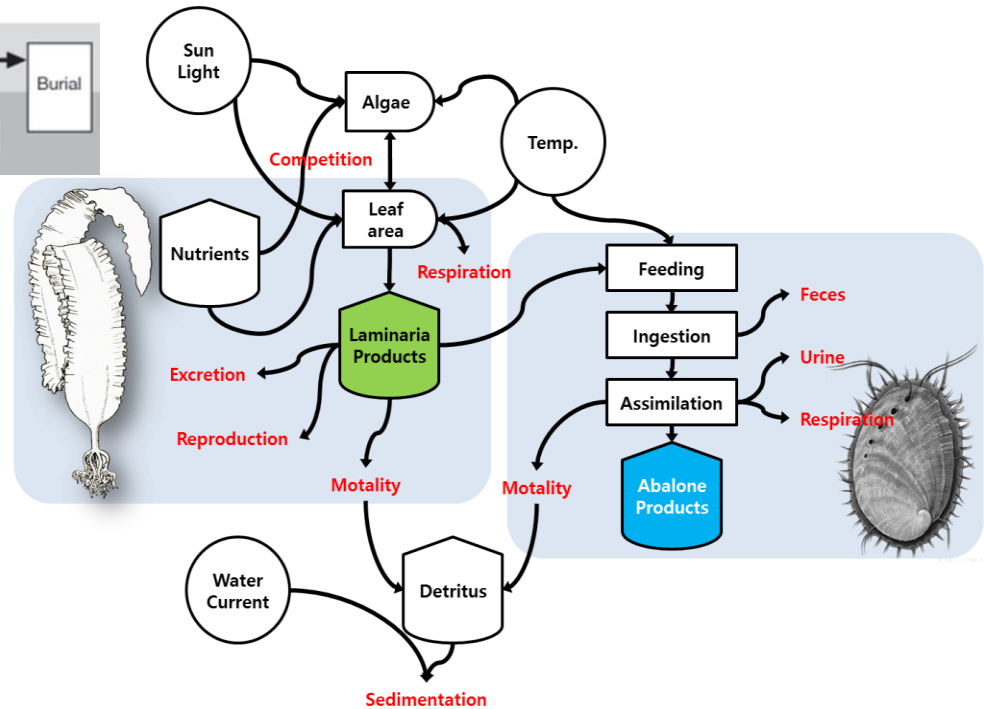 Burial
Sun
Light
Algae
Temp.
Competition
Leaf
area
Nutrients
Respiration
Feeding
Feces
Laminaria
Products
Ingestion
Urine
Excretion
Assimilation
Respiration
Reproduction
Motality
Motality
Abalone
Products
Water
Current
Detritus
Sedimentation